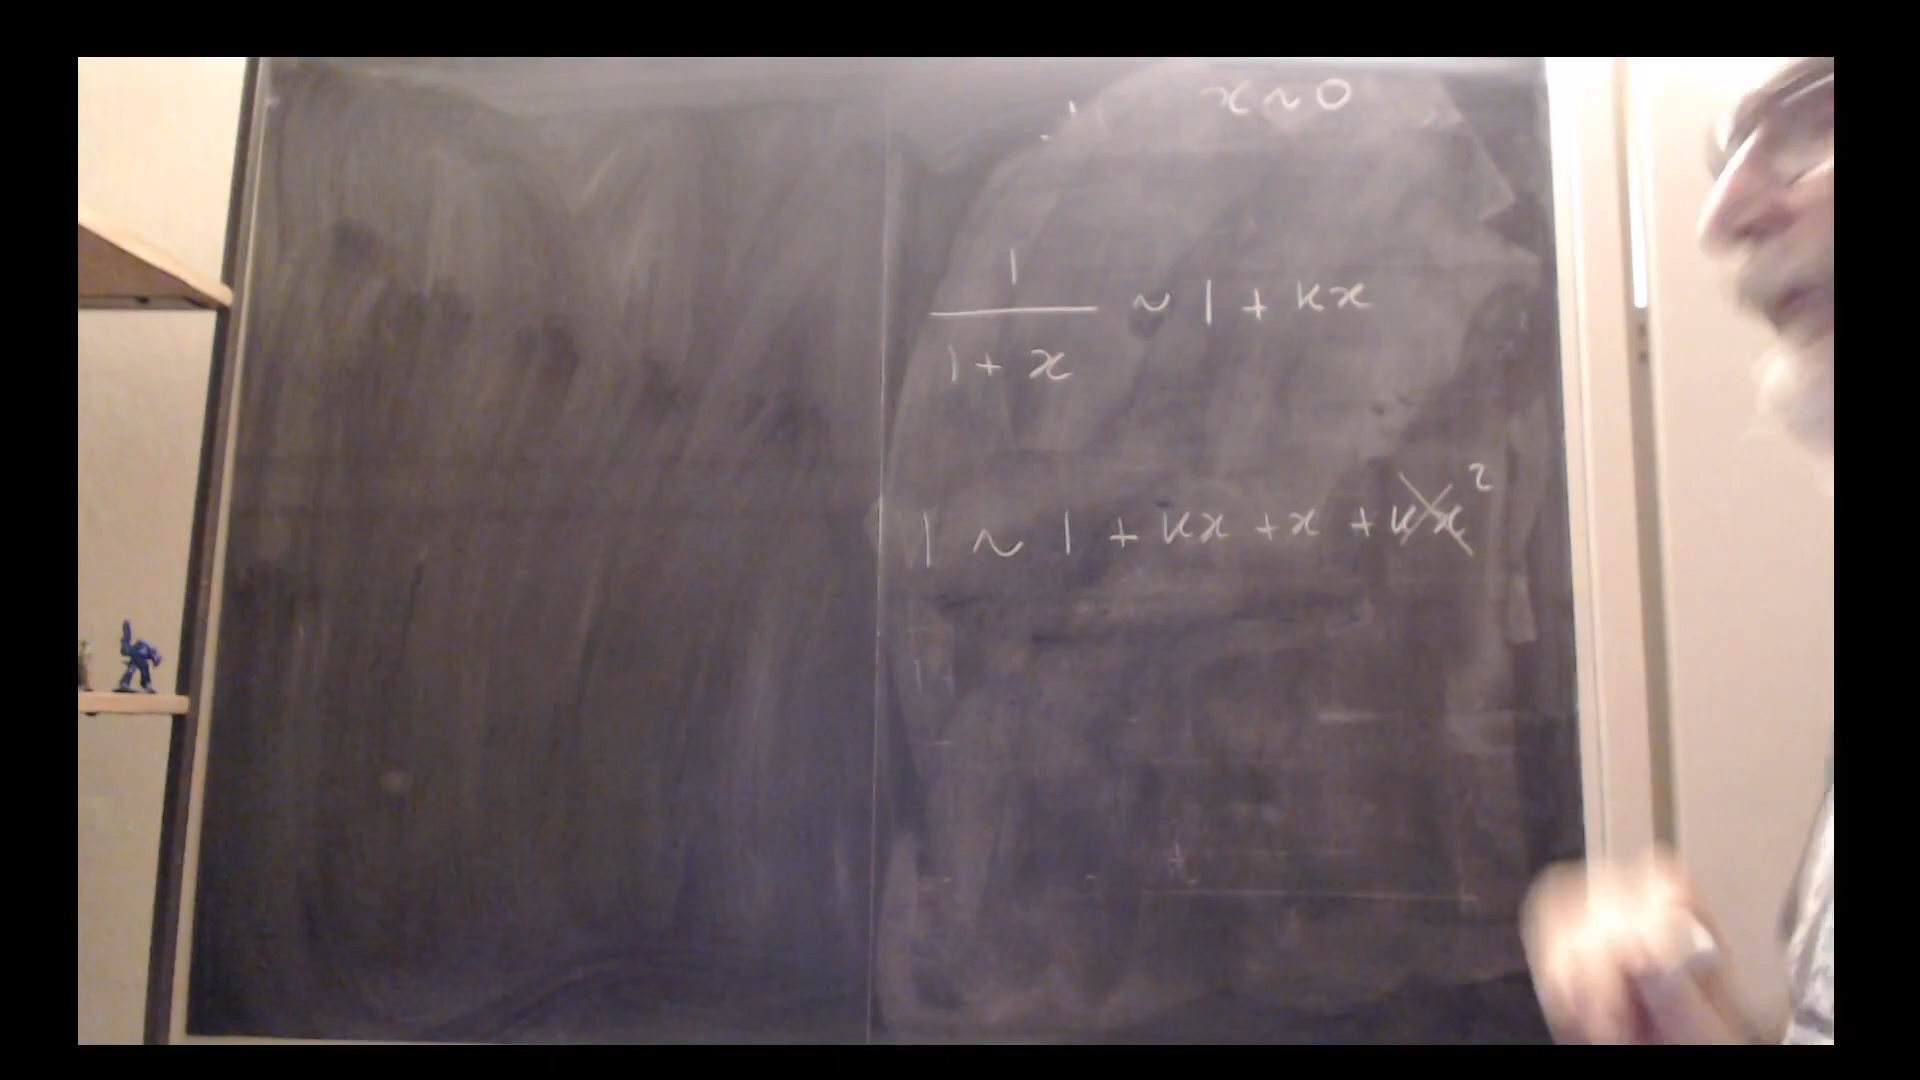 x ~ 0
1
1 + x ~ 1 + kx
1 ~ 1 + kx + x + kx²